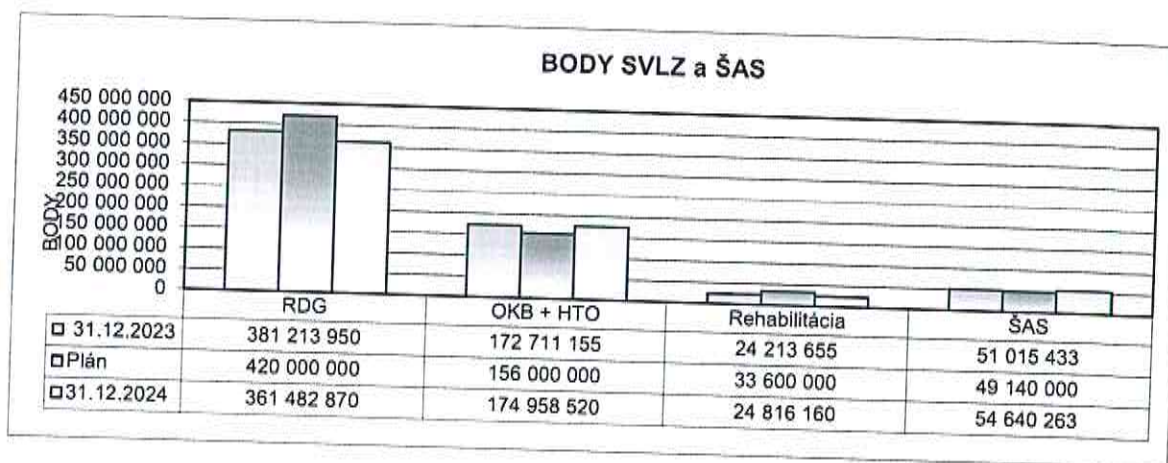 BODY SVLZ a ŠAS
BODY
450 000 000
400 000 000
350 000 000
300 000 000
250 000 000
200 000 000
150 000 000
100 000 000
50 000 000
0
RDG OKB + HTO Rehabilitácia ŠAS
31.12.2023 381 213 950 172 711 155 24 213 655 51 015 433
Plán 420 000 000 156 000 000 33 600 000 49 140 000
31.12.2024 361 482 870 174 958 520 24 816 160 54 640 263